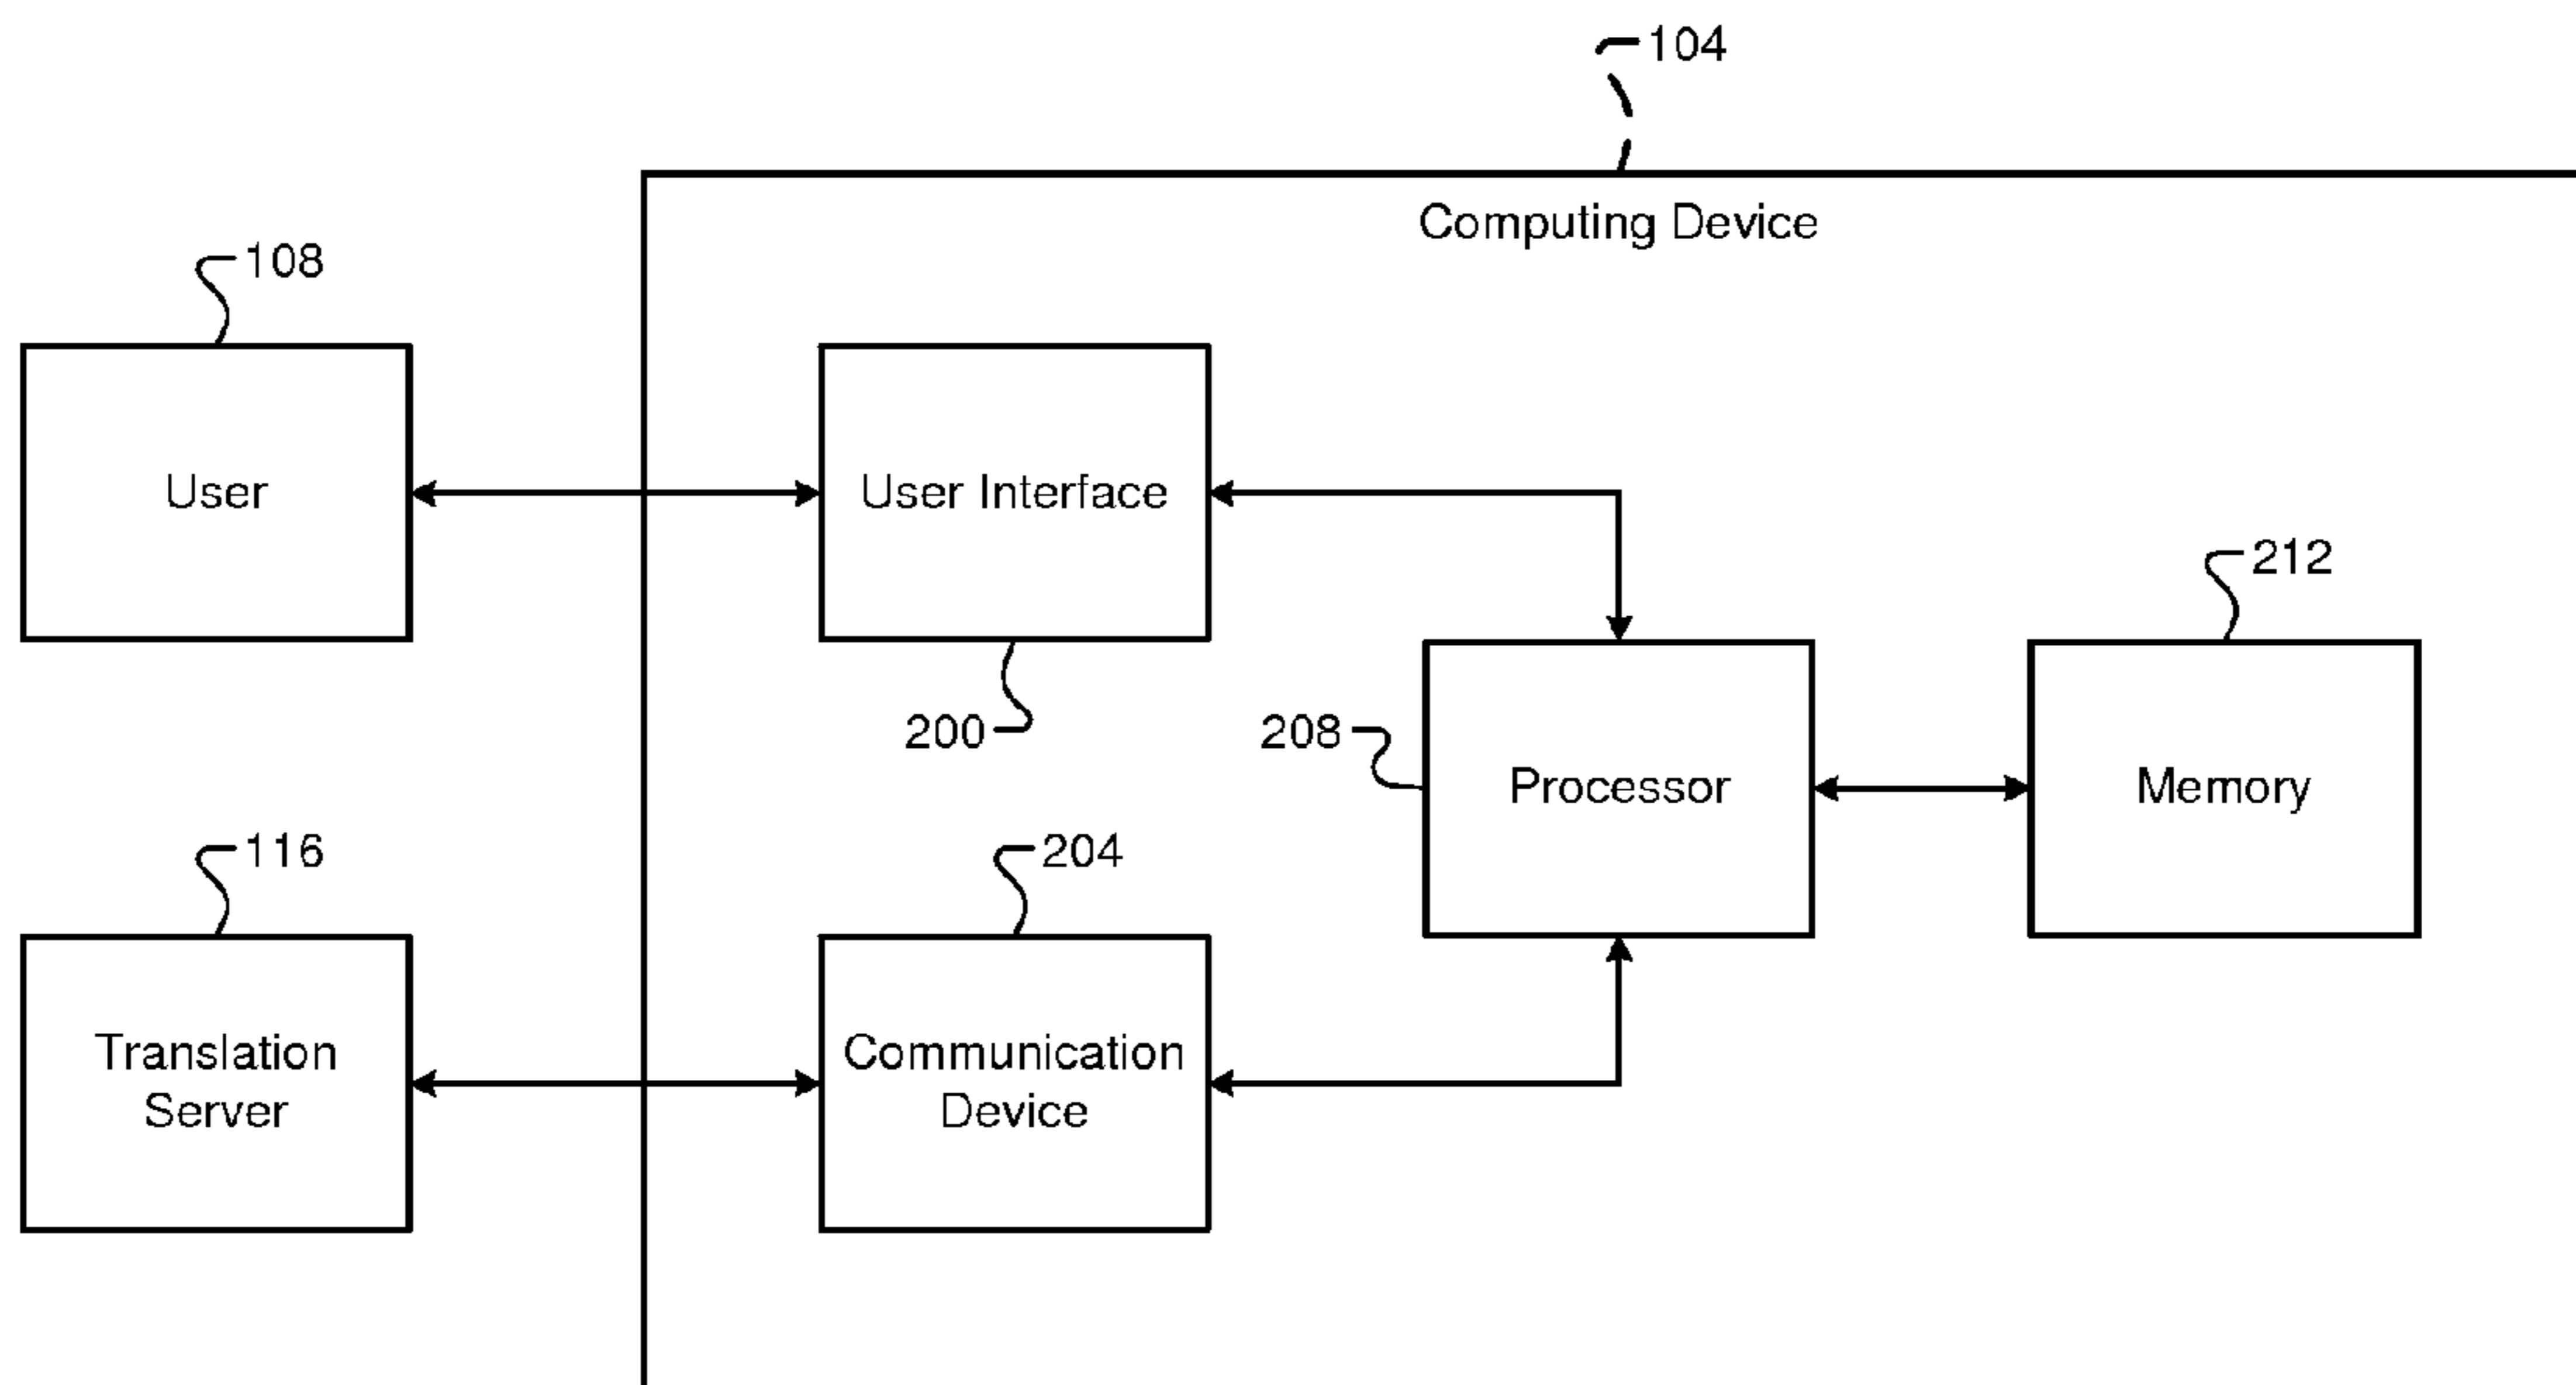 104
Computing Device
108
User
User Interface
200
212
208
Processor
Memory
116
Translation
Server
204
Communication
Device